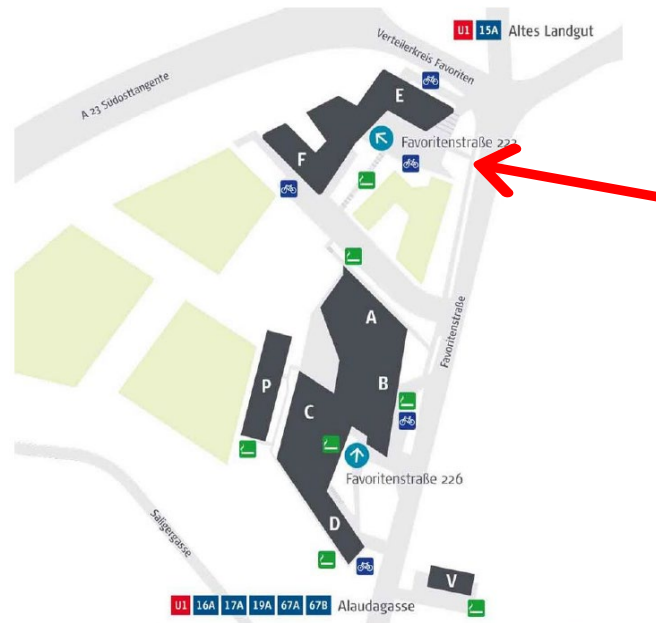 U1 15A Altes Landgut
Verteilerkreis Favoriten
A 23 Südosttangente
E
Favoritenstraße 222
F
A
Favoritenstraße
B
P
C
Favoritenstraße 226
D
Saligergasse
V
U1 16A 17A 19A 67A 67B Alaudagasse